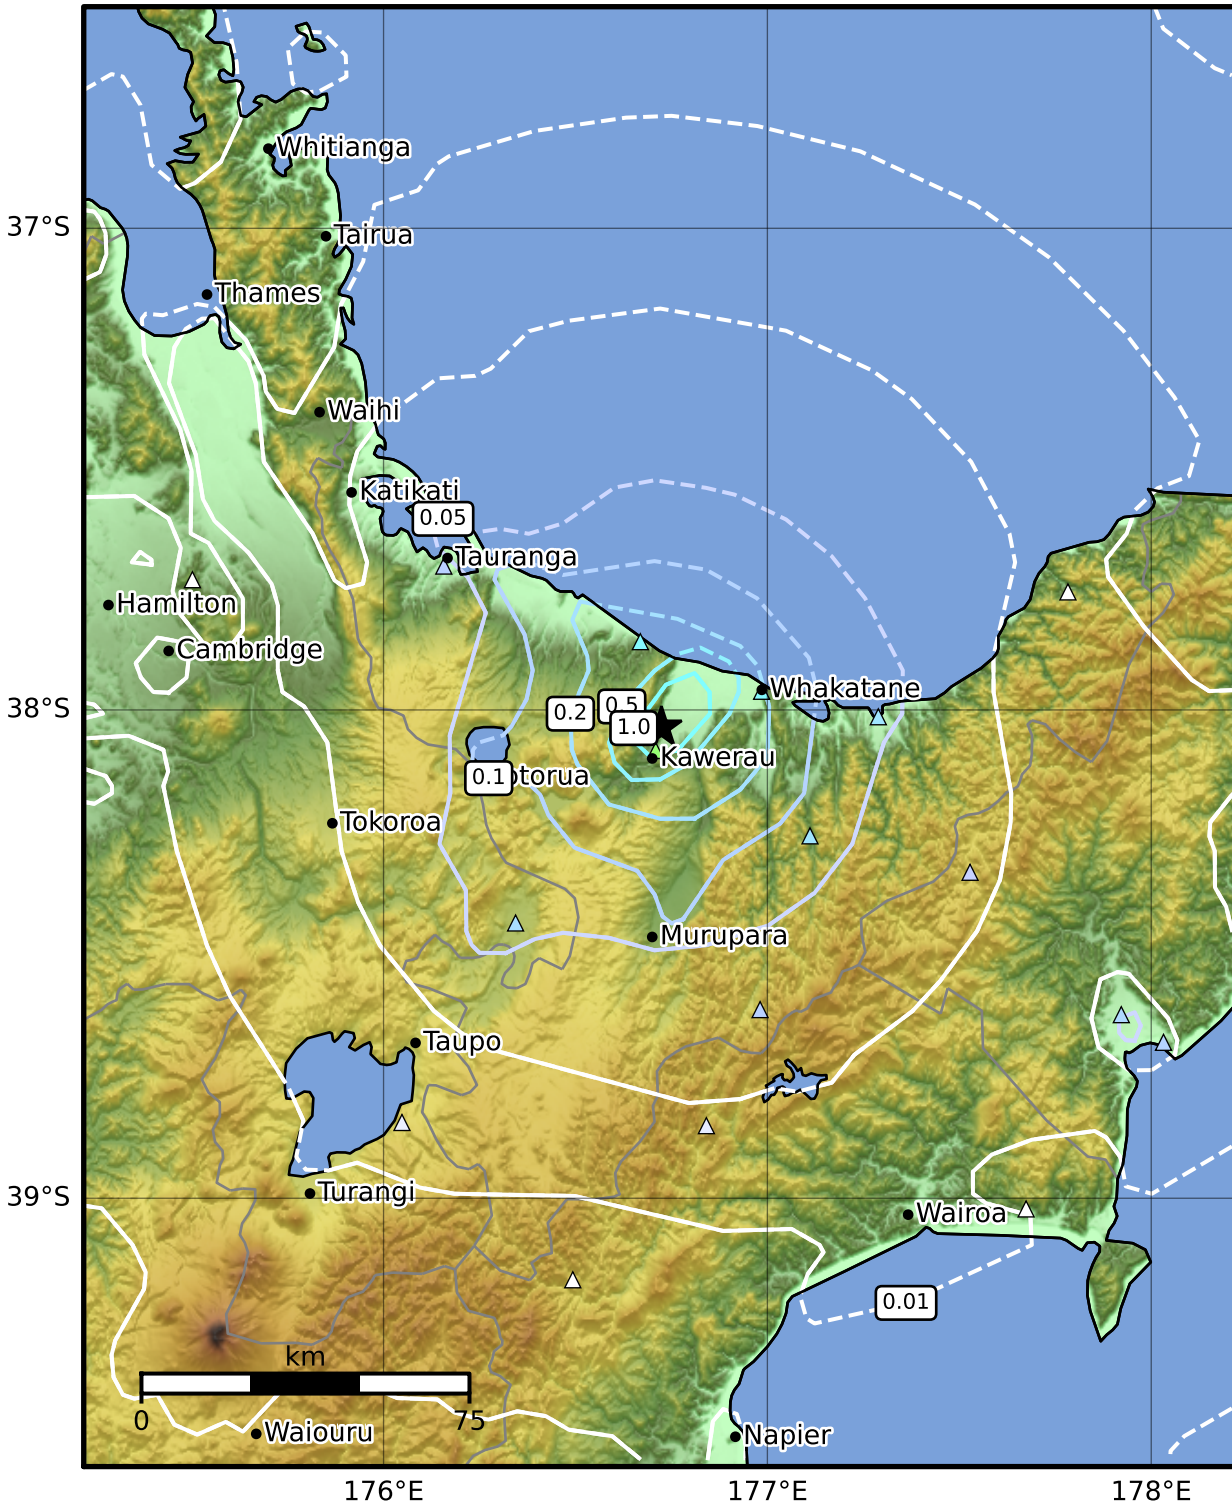 Whitianga
37°S
Tairua
Thames
Waihi
Katikati
0.05
Tauranga
Hamilton
Cambridge
Whakatane
38°S
0.2
0.5
1.0
Kawerau
0.1
otorua
Tokoroa
Murupara
Taupo
39°S
Turangi
Wairoa
0.01
km
0
75
Waiouru
Napier
176°E
177°E
178°E